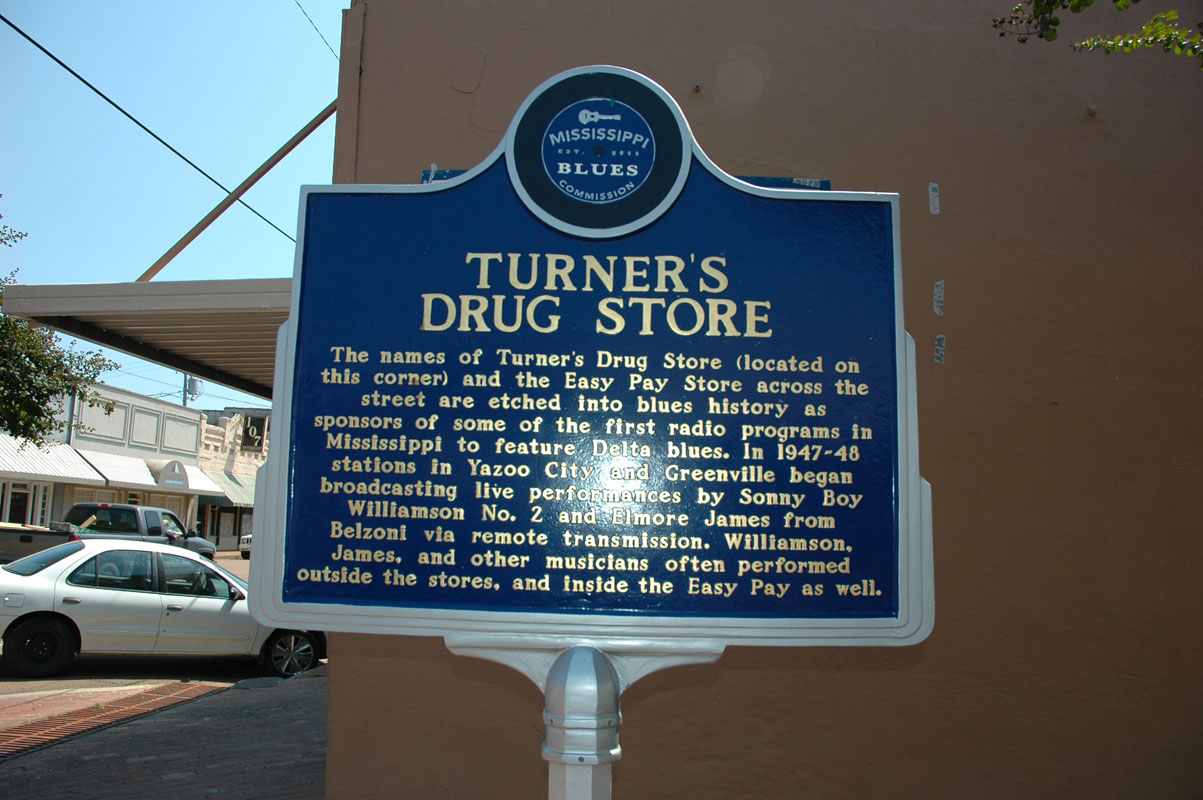 MISSISSIPPI
EST. 2003
BLUES
COMMISSION
TURNER'S
DRUG STORE
The names of Turner's Drug Store (located on
this corner) and the Easy Pay Store across the
street are etched into blues history as
sponsors of some of the first radio programs in
Mississippi to feature Delta blues. In 1947-48
stations in Yazoo City and Greenville began
broadcasting live performances by Sonny Boy
Williamson No. 2 and Elmore James from
Belzoni via remote transmission. Williamson,
James, and other musicians often performed
outside the stores, and inside the Easy Pay as well.
107